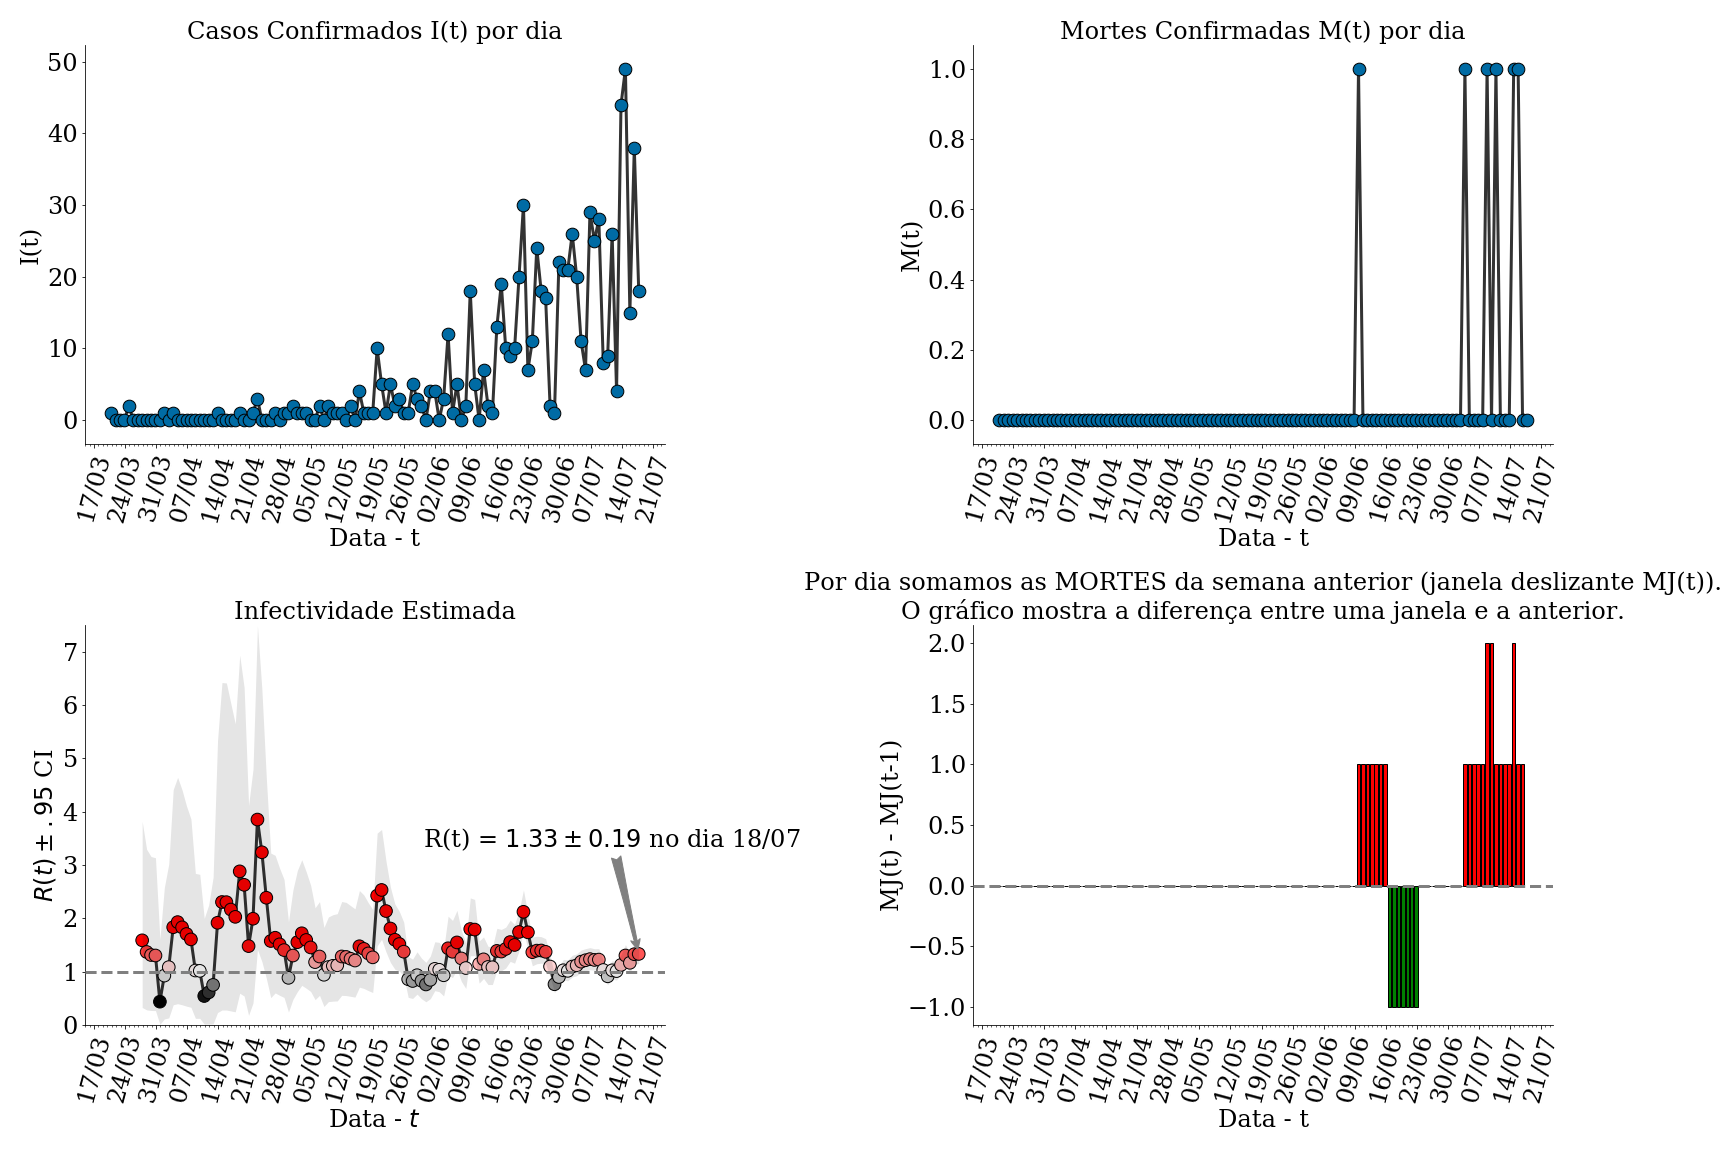 Casos Confirmados I(t) por dia
I(t)
50
40
30
20
10
0
17/03 24/03 31/03 07/04 14/04 21/04 28/04 05/05 12/05 19/05 26/05 02/06 09/06 16/06 23/06 30/06 07/07 14/07 21/07
Data - t
Mortes Confirmadas M(t) por dia
M(t)
1.0
0.8
0.6
0.4
0.2
0.0
17/03 24/03 31/03 07/04 14/04 21/04 28/04 05/05 12/05 19/05 26/05 02/06 09/06 16/06 23/06 30/06 07/07 14/07 21/07
Data - t
Infectividade Estimada
R(t) ± .95 CI
7
6
5
4
3
2
1
0
R(t) = 1.33 ± 0.19 no dia 18/07
17/03 24/03 31/03 07/04 14/04 21/04 28/04 05/05 12/05 19/05 26/05 02/06 09/06 16/06 23/06 30/06 07/07 14/07 21/07
Data - t
Por dia somamos as MORTES da semana anterior (janela deslizante MJ(t)).
O gráfico mostra a diferença entre uma janela e a anterior.
MJ(t) - MJ(t-1)
2.0
1.5
1.0
0.5
0.0
−0.5
−1.0
17/03 24/03 31/03 07/04 14/04 21/04 28/04 05/05 12/05 19/05 26/05 02/06 09/06 16/06 23/06 30/06 07/07 14/07 21/07
Data - t